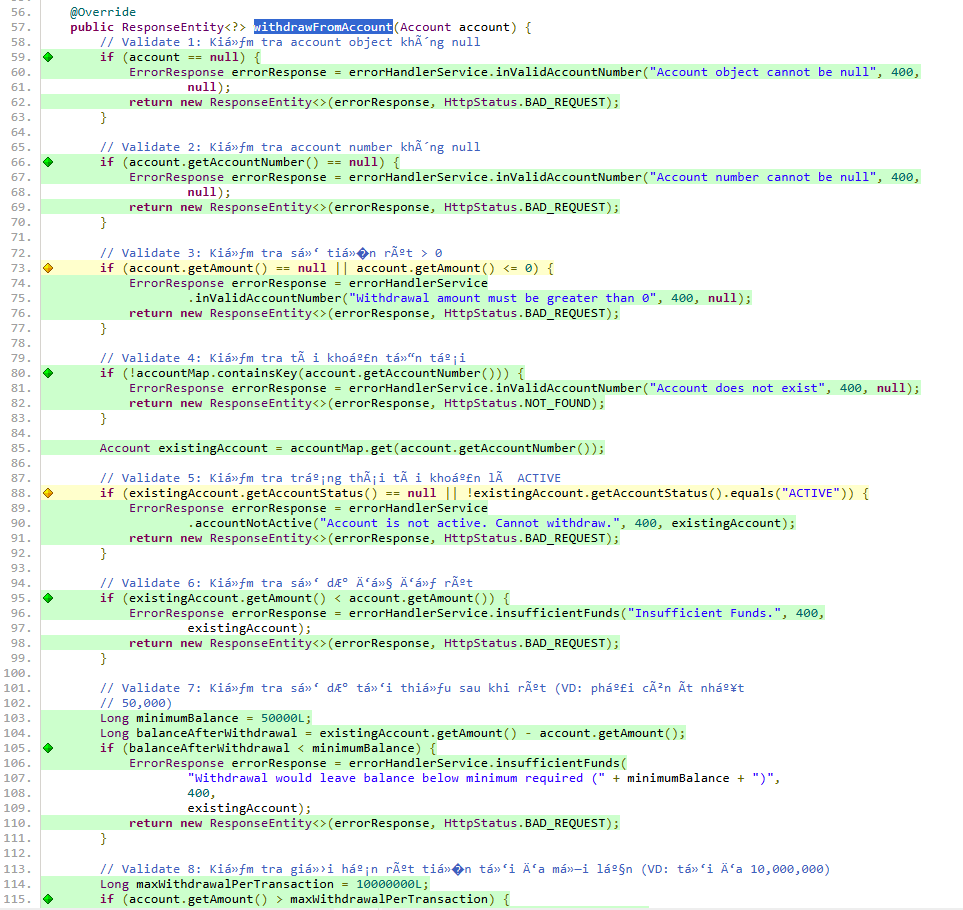 56. @Override
57. public ResponseEntity<?> withdrawFromAccount(Account account) {
58. // Validate 1: Kiá»ƒm tra account object khÃ´ng null
59. if (account == null) {
60. ErrorResponse errorResponse = errorHandlerService.inValidAccountNumber("Account object cannot be null", 400,
61. null);
62. return new ResponseEntity<>(errorResponse, HttpStatus.BAD_REQUEST);
63. }
64.
65. // Validate 2: Kiá»ƒm tra account number khÃ´ng null
66. if (account.getAccountNumber() == null) {
67. ErrorResponse errorResponse = errorHandlerService.inValidAccountNumber("Account number cannot be null", 400,
68. null);
69. return new ResponseEntity<>(errorResponse, HttpStatus.BAD_REQUEST);
70. }
71.
72. // Validate 3: Kiá»ƒm tra sá»‘ tiá»�n rÃºt > 0
73. if (account.getAmount() == null || account.getAmount() <= 0) {
74. ErrorResponse errorResponse = errorHandlerService
75. .inValidAccountNumber("Withdrawal amount must be greater than 0", 400, null);
76. return new ResponseEntity<>(errorResponse, HttpStatus.BAD_REQUEST);
77. }
78.
79. // Validate 4: Kiá»ƒm tra tÃ i khoáº£n tá»“n táº¡i
80. if (!accountMap.containsKey(account.getAccountNumber())) {
81. ErrorResponse errorResponse = errorHandlerService.inValidAccountNumber("Account does not exist", 400, null);
82. return new ResponseEntity<>(errorResponse, HttpStatus.NOT_FOUND);
83. }
84.
85. Account existingAccount = accountMap.get(account.getAccountNumber());
86.
87. // Validate 5: Kiá»ƒm tra tráº¡ng thÃ¡i tÃ i khoáº£n lÃ  ACTIVE
88. if (existingAccount.getAccountStatus() == null || !existingAccount.getAccountStatus().equals("ACTIVE")) {
89. ErrorResponse errorResponse = errorHandlerService
90. .accountNotActive("Account is not active. Cannot withdraw.", 400, existingAccount);
91. return new ResponseEntity<>(errorResponse, HttpStatus.BAD_REQUEST);
92. }
93.
94. // Validate 6: Kiá»ƒm tra sá»‘ dÆ° Ä‘á»§ Ä‘á»ƒ rÃºt
95. if (existingAccount.getAmount() < account.getAmount()) {
96. ErrorResponse errorResponse = errorHandlerService.insufficientFunds("Insufficient Funds.", 400,
97. existingAccount);
98. return new ResponseEntity<>(errorResponse, HttpStatus.BAD_REQUEST);
99. }
100.
101. // Validate 7: Kiá»ƒm tra sá»‘ dÆ° tá»‘i thiá»ƒu sau khi rÃºt (VD: pháº£i cÃ²n Ã­t nháº¥t
102. // 50,000)
103. Long minimumBalance = 50000L;
104. Long balanceAfterWithdrawal = existingAccount.getAmount() - account.getAmount();
105. if (balanceAfterWithdrawal < minimumBalance) {
106. ErrorResponse errorResponse = errorHandlerService.insufficientFunds(
107. "Withdrawal would leave balance below minimum required (" + minimumBalance + ")",
108. 400,
109. existingAccount);
110. return new ResponseEntity<>(errorResponse, HttpStatus.BAD_REQUEST);
111. }
112.
113. // Validate 8: Kiá»ƒm tra giá»›i háº¡n rÃºt tiá»�n tá»‘i Ä‘a má»—i láº§n (VD: tá»‘i Ä‘a 10,000,000)
114. Long maxWithdrawalPerTransaction = 10000000L;
115. if (account.getAmount() > maxWithdrawalPerTransaction) {